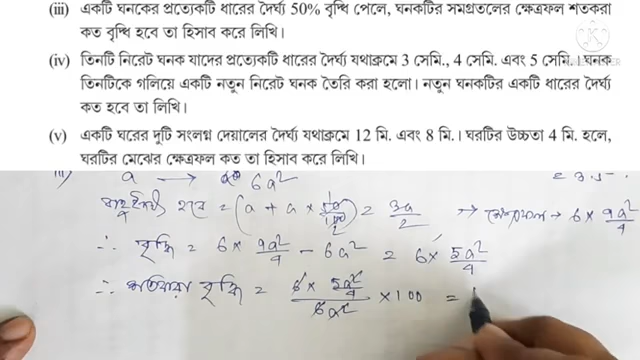 (iii) একটি ঘনকের প্রত্যেকটি ধারের দৈর্ঘ্য 50% বৃদ্ধি পেলে, ঘনকটির সমগ্রতলের ক্ষেত্রফল শতকরা
কত বৃদ্ধি হবে তা হিসাব করে লিখি।
(iv) তিনটি নিরেট ঘনক যাদের প্রত্যেকটি ধারের দৈর্ঘ্য যথাক্রমে 3 সেমি., 4 সেমি. এবং 5 সেমি.। ঘনক
তিনটিকে গলিয়ে একটি নতুন নিরেট ঘনক তৈরি করা হলো। নতুন ঘনকটির একটি ধারের দৈর্ঘ্য
কত হবে তা লিখি।
(v) একটি ঘরের দুটি সংলগ্ন দেয়ালের দৈর্ঘ্য যথাক্রমে 12 মি. এবং 8 মি.। ঘরটির উচ্চতা 4 মি. হলে,
ঘরটির মেঝের ক্ষেত্রফল কত তা হিসাব করে লিখি।
a → 6a²
হবে = (a + a × 50/100) = 3a/2 → ক্ষেত্রফল → 6 × 9a²/4
∴ বৃদ্ধি = 6 × 9a²/4 - 6a² = 6 × 5a²/4
∴ শতকরা বৃদ্ধি = 6 × 5a²/4 / 6a² × 100 =